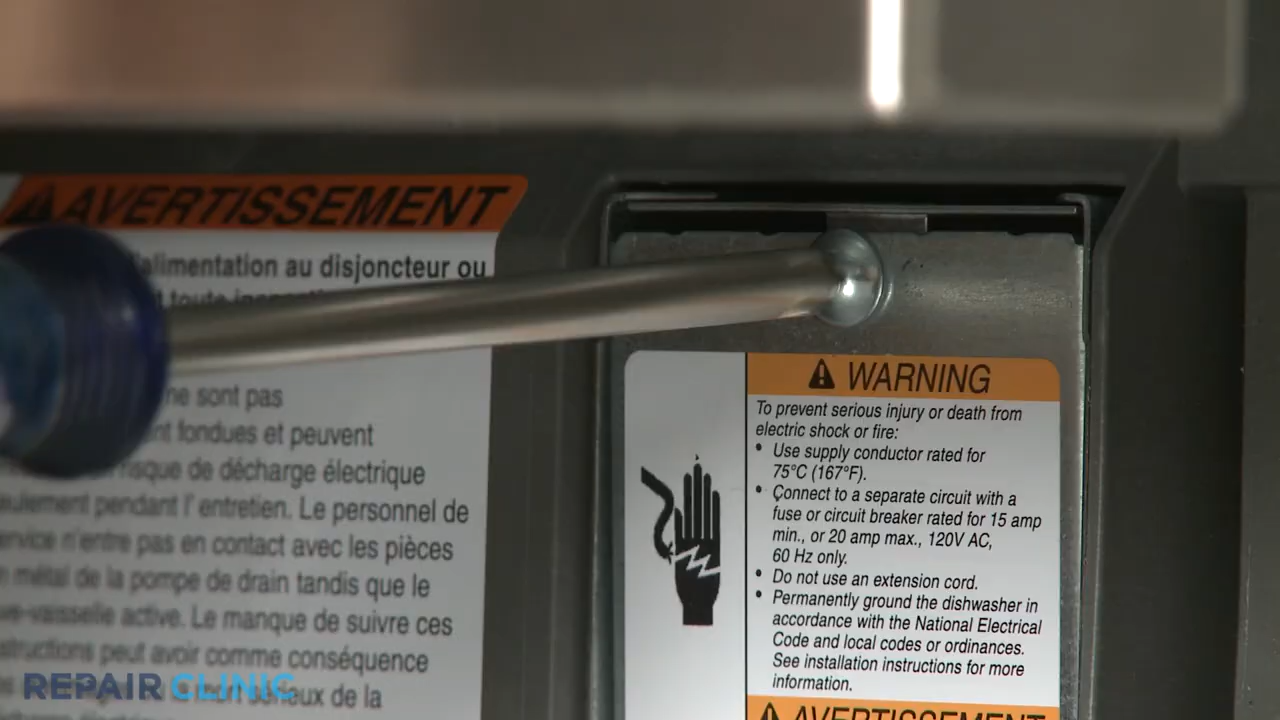 AVERTISSEMENT
alimentation au disjoncteur ou
toute
ne sont pas
fondues et peuvent
risque de décharge électrique
seulement pendant l'entretien. Le personnel de
service n'entre pas en contact avec les pièces
métal de la pompe de drain tandis que le
active. Le manque de suivre ces
peut avoir comme conséquence
de la
WARNING
To prevent serious injury or death from
electric shock or fire:
• Use supply conductor rated for
75°C (167°F).
• Connect to a separate circuit with a
fuse or circuit breaker rated for 15 amp
min., or 20 amp max., 120V AC,
60 Hz only.
• Do not use an extension cord.
• Permanently ground the dishwasher in
accordance with the National Electrical
Code and local codes or ordinances.
See installation instructions for more
information.
AVERTISSEMENT
REPAIR CLINIC